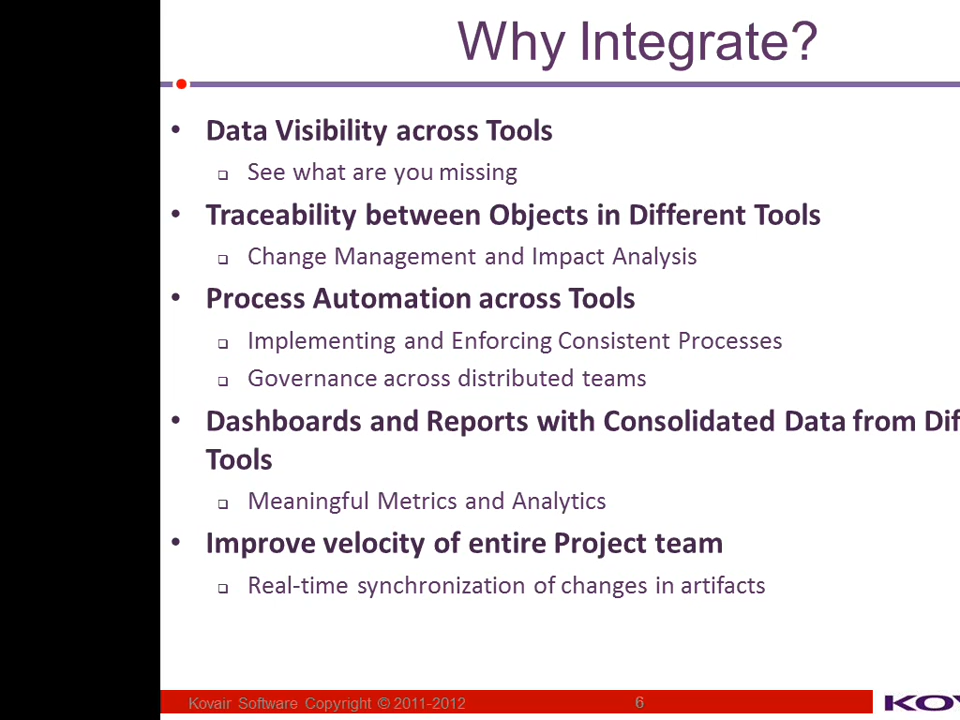 Why Integrate?
• Data Visibility across Tools
❑ See what are you missing
• Traceability between Objects in Different Tools
❑ Change Management and Impact Analysis
• Process Automation across Tools
❑ Implementing and Enforcing Consistent Processes
❑ Governance across distributed teams
• Dashboards and Reports with Consolidated Data from
Tools
❑ Meaningful Metrics and Analytics
• Improve velocity of entire Project team
❑ Real-time synchronization of changes in artifacts
Kovair Software Copyright © 2011-2012
6